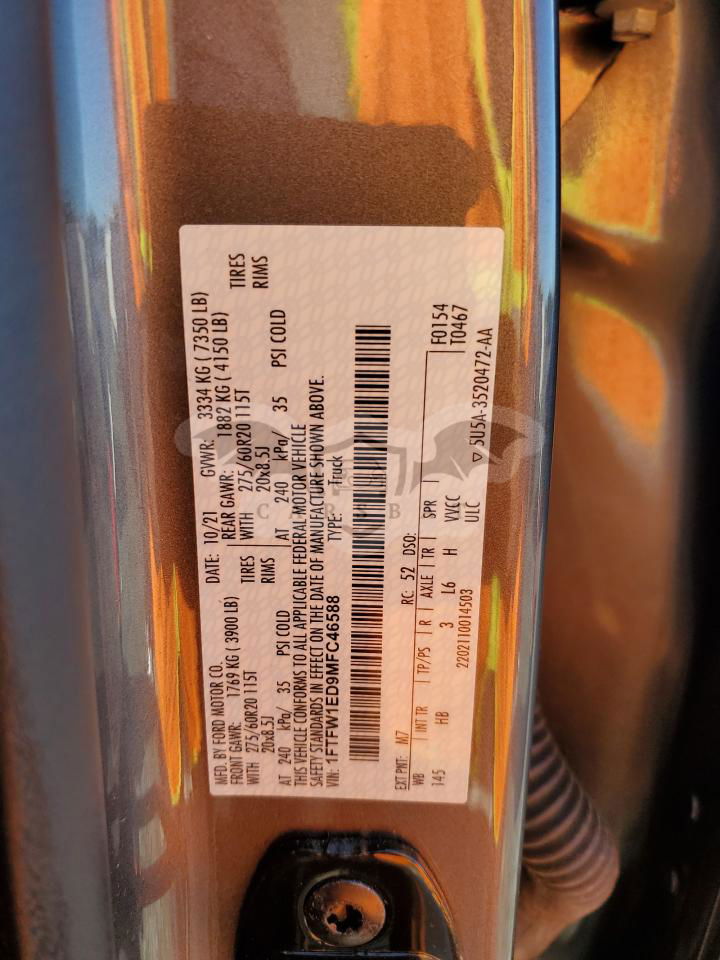 MFD. BY FORD MOTOR CO. DATE: 10/21 GVWR: 3334 KG ( 7350 LB)
FRONT GAWR: 1769 KG ( 3900 LB) REAR GAWR: 1882 KG ( 4150 LB)
WITH 275/60R20 115T TIRES WITH 275/60R20 115T TIRES
20x8.5J RIMS 20x8.5J RIMS
AT 240 kPa/ 35 PSI COLD AT 240 kPa/ 35 PSI COLD
THIS VEHICLE CONFORMS TO ALL APPLICABLE FEDERAL MOTOR VEHICLE
SAFETY STANDARDS IN EFFECT ON THE DATE OF MANUFACTURE SHOWN ABOVE.
VIN: 1FTFW1ED9MFC46588 TYPE: Truck
CARSB
EXT PNT: M7 RC: 52 DSO: F0154
WB INT TR TP/PS R AXLE TR SPR T0467
145 HB 3 L6 H VVCC
2202110014503 ULC
▽ 5U5A-3520472-AA